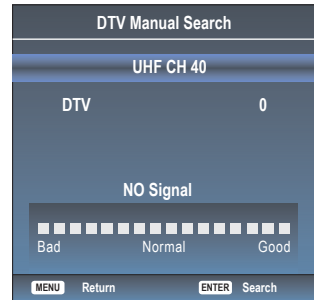 DTV Manual Search
UHF CH 40
DTV 0
NO Signal
Bad Normal Good
MENU Return ENTER Search